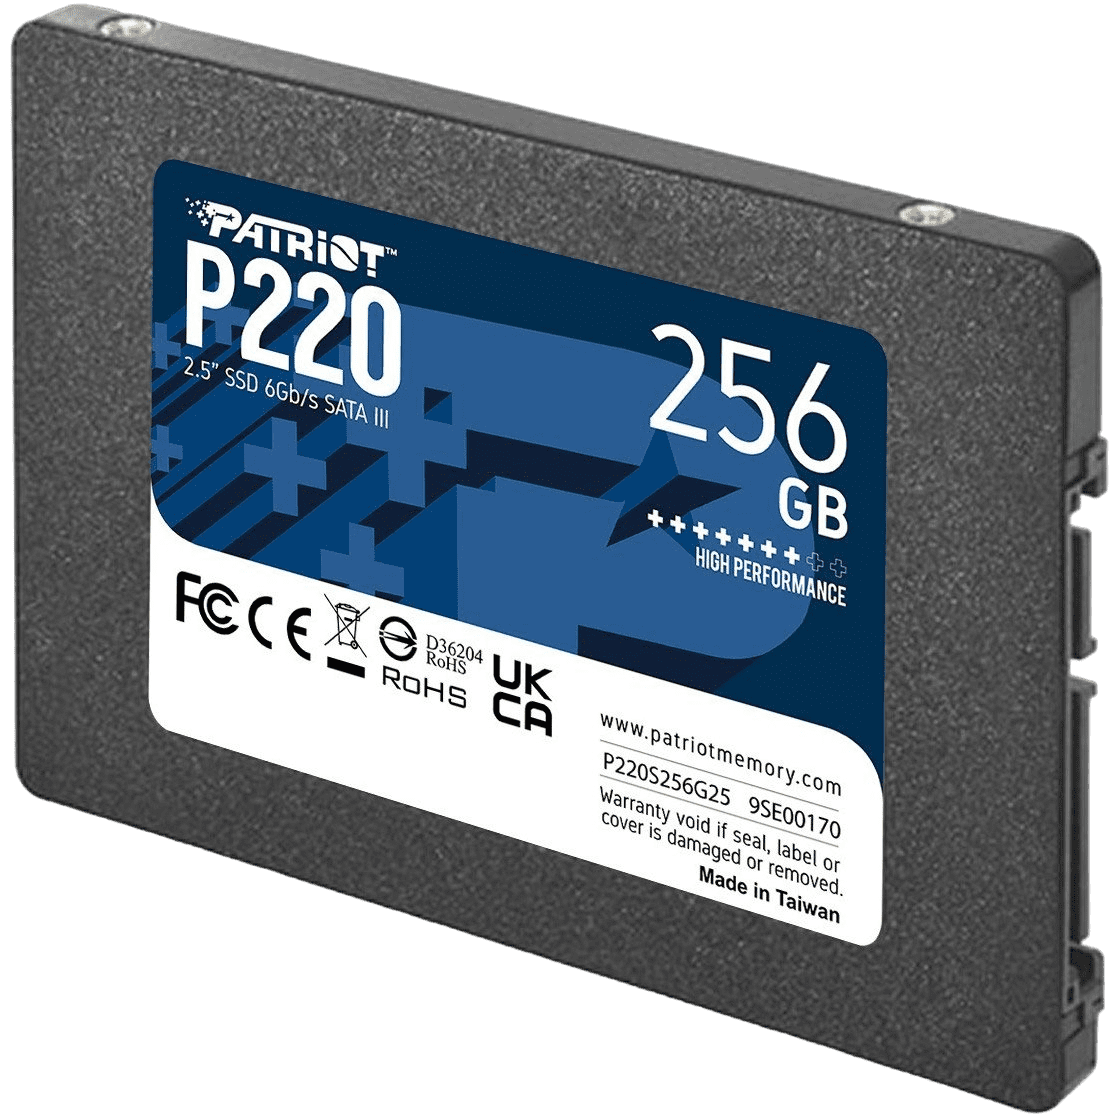 PATRIOT™
P220
2.5” SSD 6Gb/s SATA III
256
GB
HIGH PERFORMANCE
FC CE
D36204
RoHS
RoHS
UK
CA
www.patriotmemory.com
P220S256G25 9SE00170
Warranty void if seal, label or
cover is damaged or removed.
Made in Taiwan